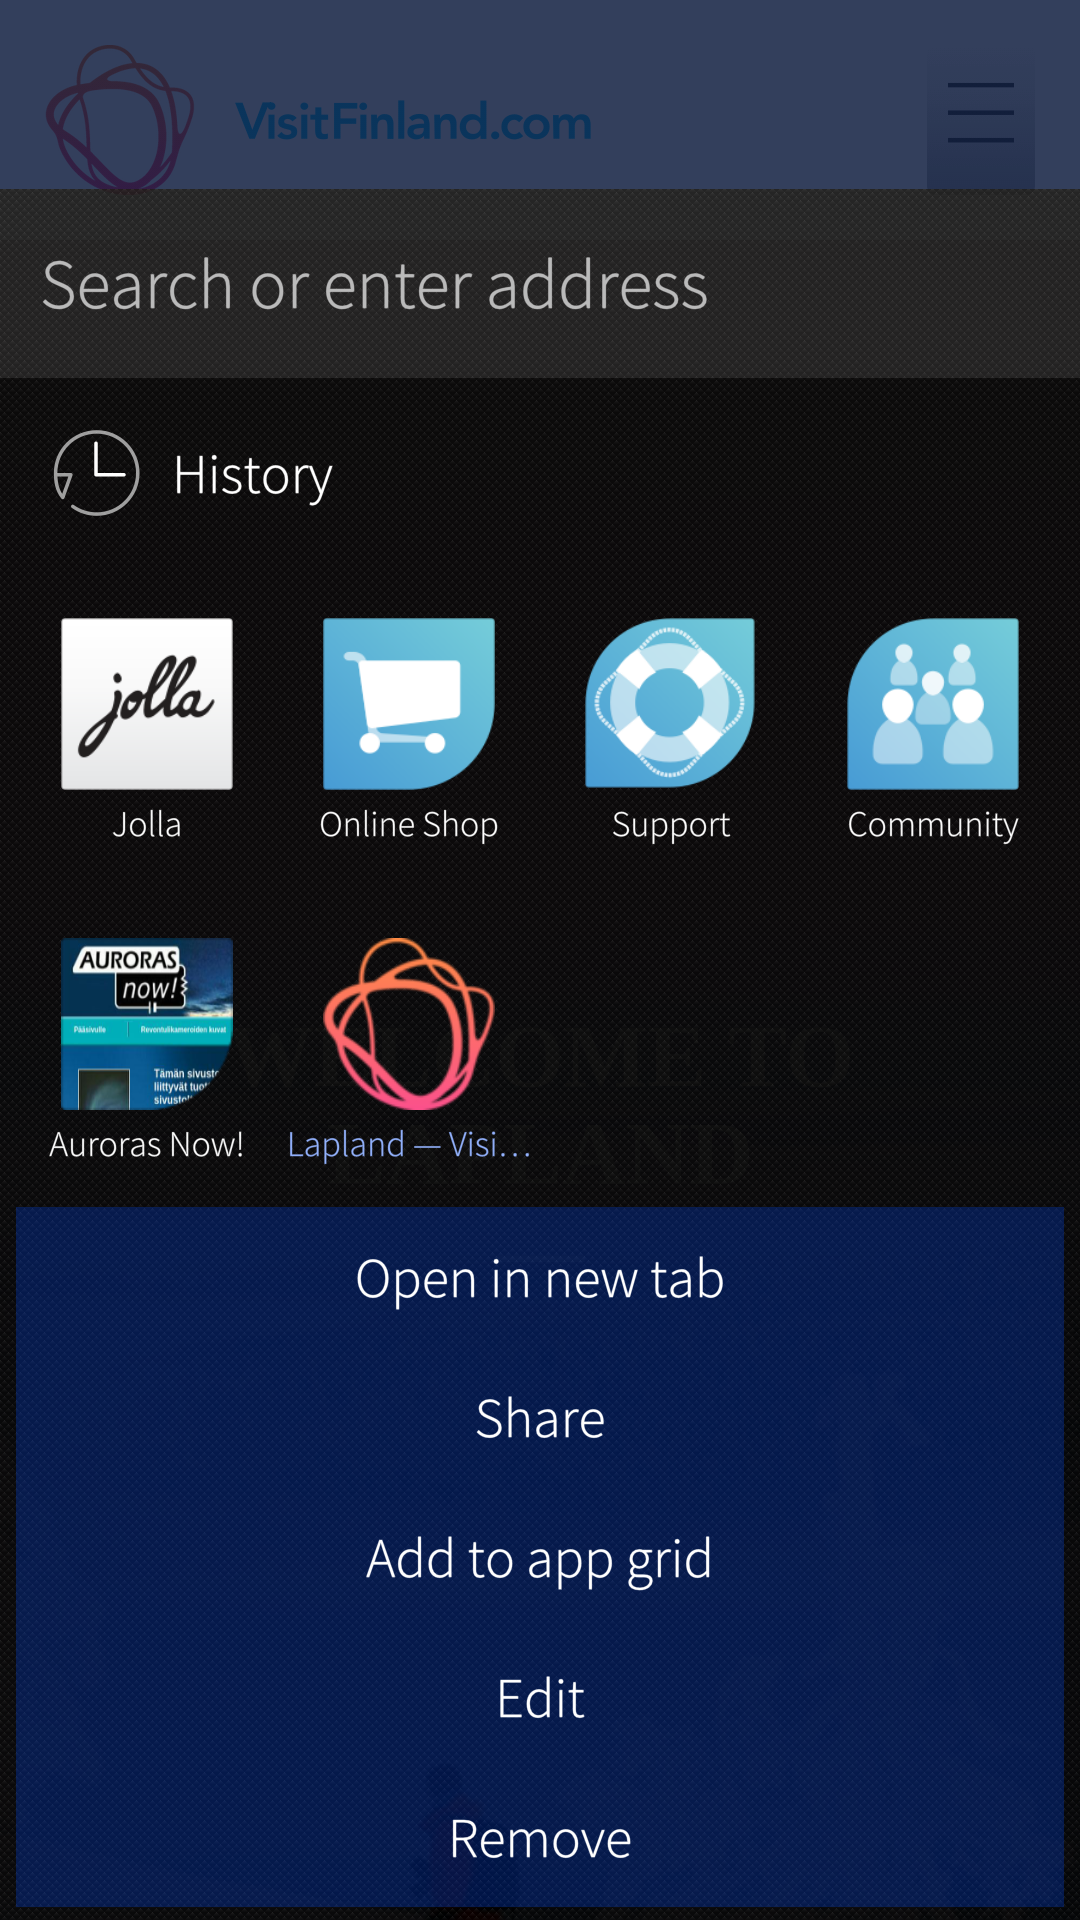 VisitFinland.com
Search or enter address
History
jolla
Jolla
Online Shop
Support
Community
AURORAS
now!
Pääsivulle
Revontulikameroiden kuvat
Tämän sivusto
liittyvät tuot
sivustol
WELCOME TO
LAPLAND
Auroras Now!
Lapland — Visi…
Open in new tab
Share
Add to app grid
Edit
Remove